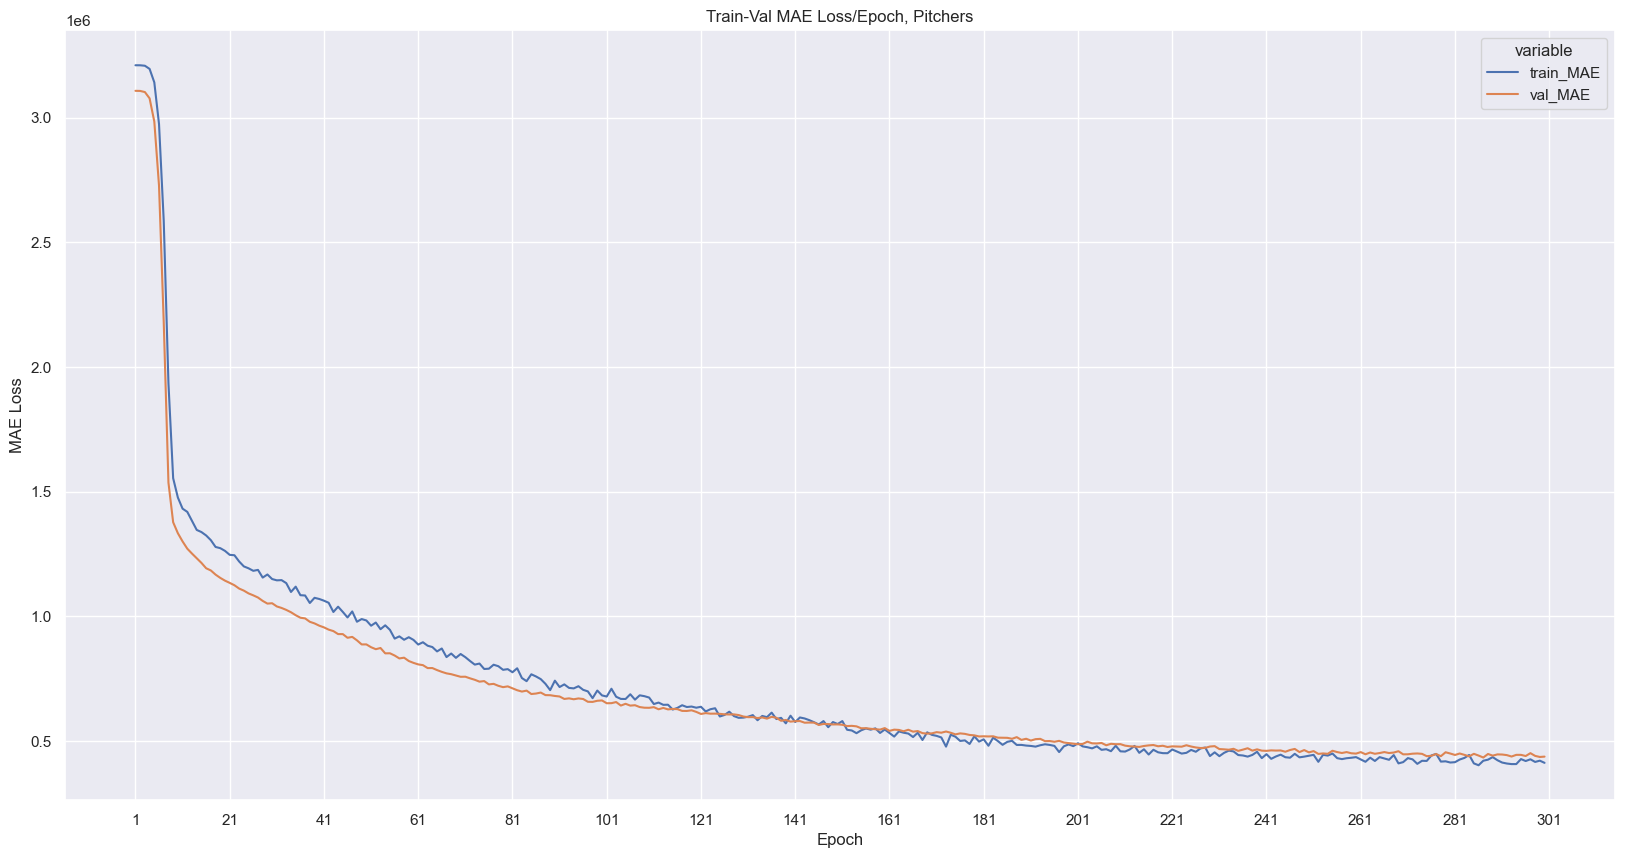 Train-Val MAE Loss/Epoch, Pitchers
1e6
variable
train_MAE
val_MAE
3.0
2.5
2.0
1.5
1.0
0.5
MAE Loss
1 21 41 61 81 101 121 141 161 181 201 221 241 261 281 301
Epoch